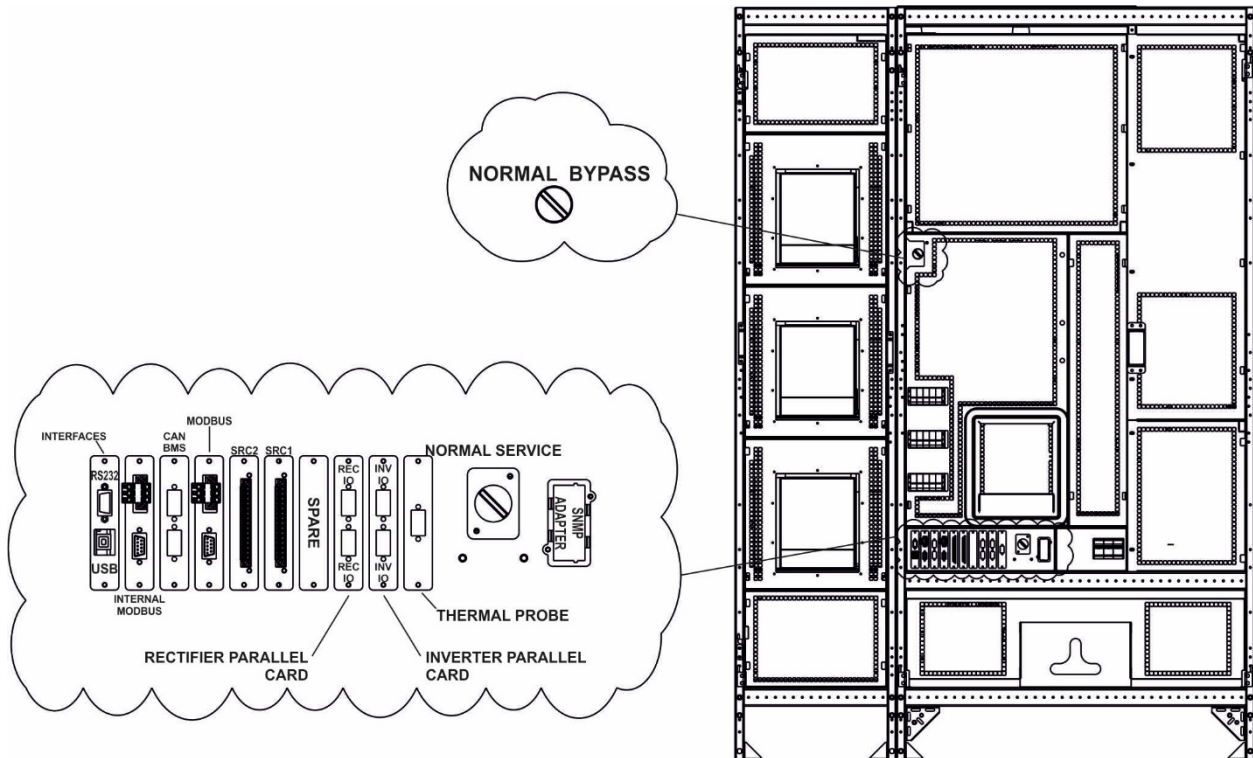 NORMAL BYPASS
INTERFACES
CAN
BMS
MODBUS
SRC2
SRC1
NORMAL SERVICE
RS232
REC
IO
INV
IO
SPARE
SNMP
ADAPTER
USB
REC
IO
INV
IO
INTERNAL
MODBUS
THERMAL PROBE
RECTIFIER PARALLEL
CARD
INVERTER PARALLEL
CARD